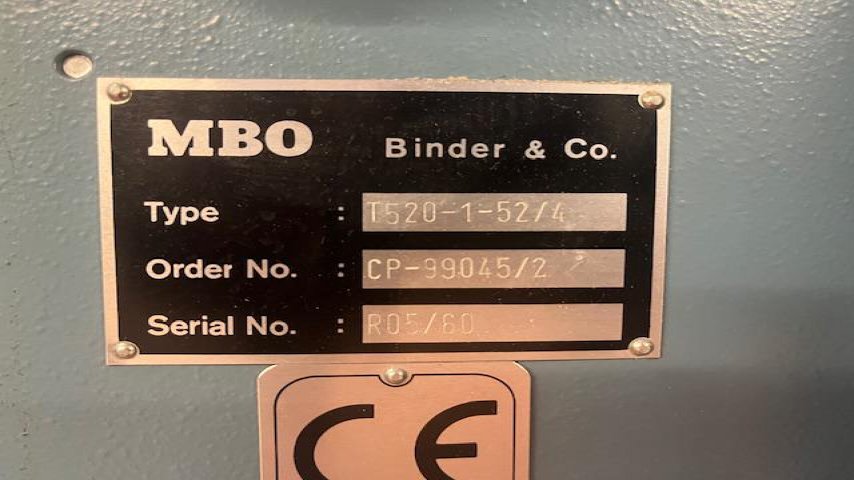 MBO Binder & Co.
Type : T520-1-52/4
Order No. : CP-99045/2
Serial No. : R05/60
CE